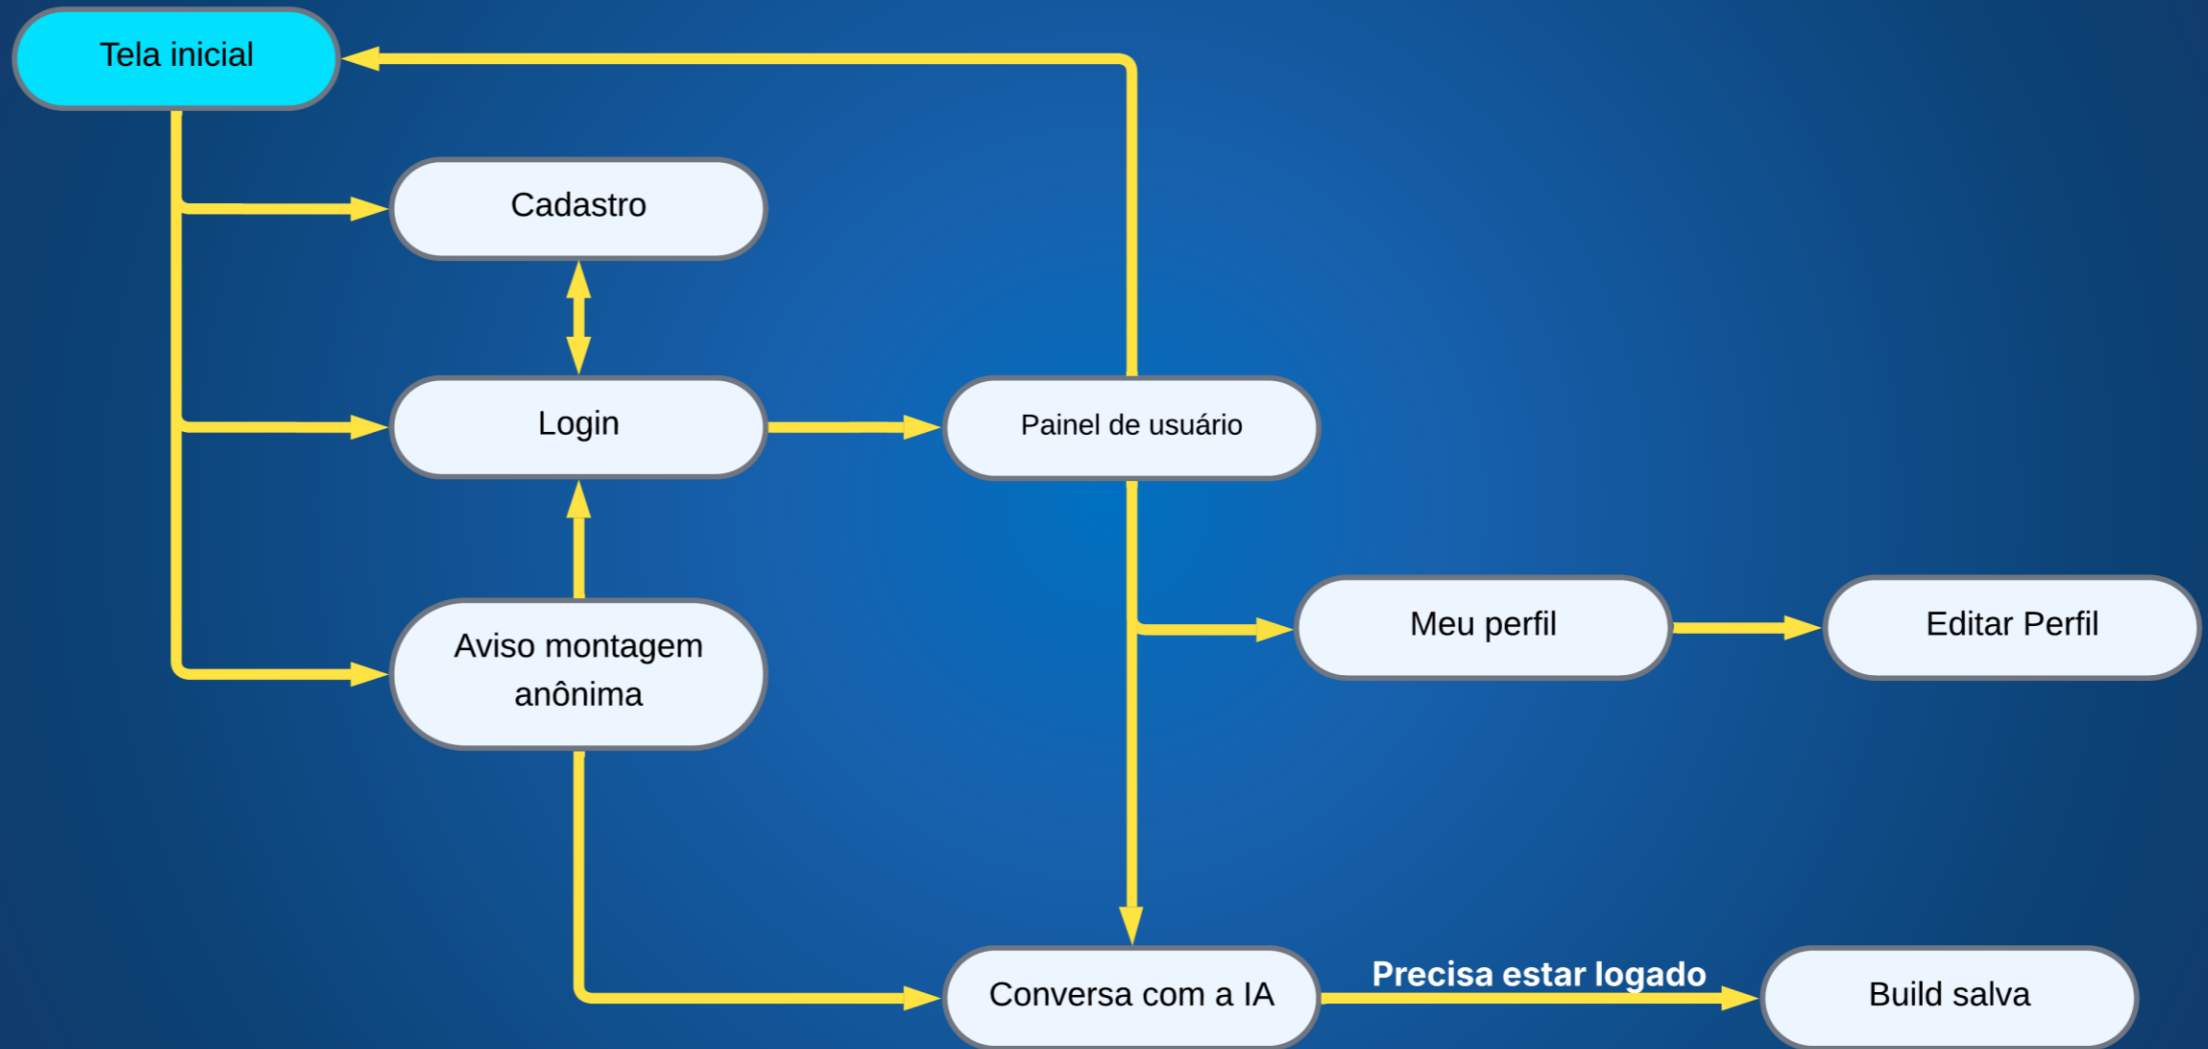 Tela inicial
Cadastro
Login
Painel de usuário
Aviso montagem
anônima
Meu perfil
Editar Perfil
Conversa com a IA
Precisa estar logado
Build salva